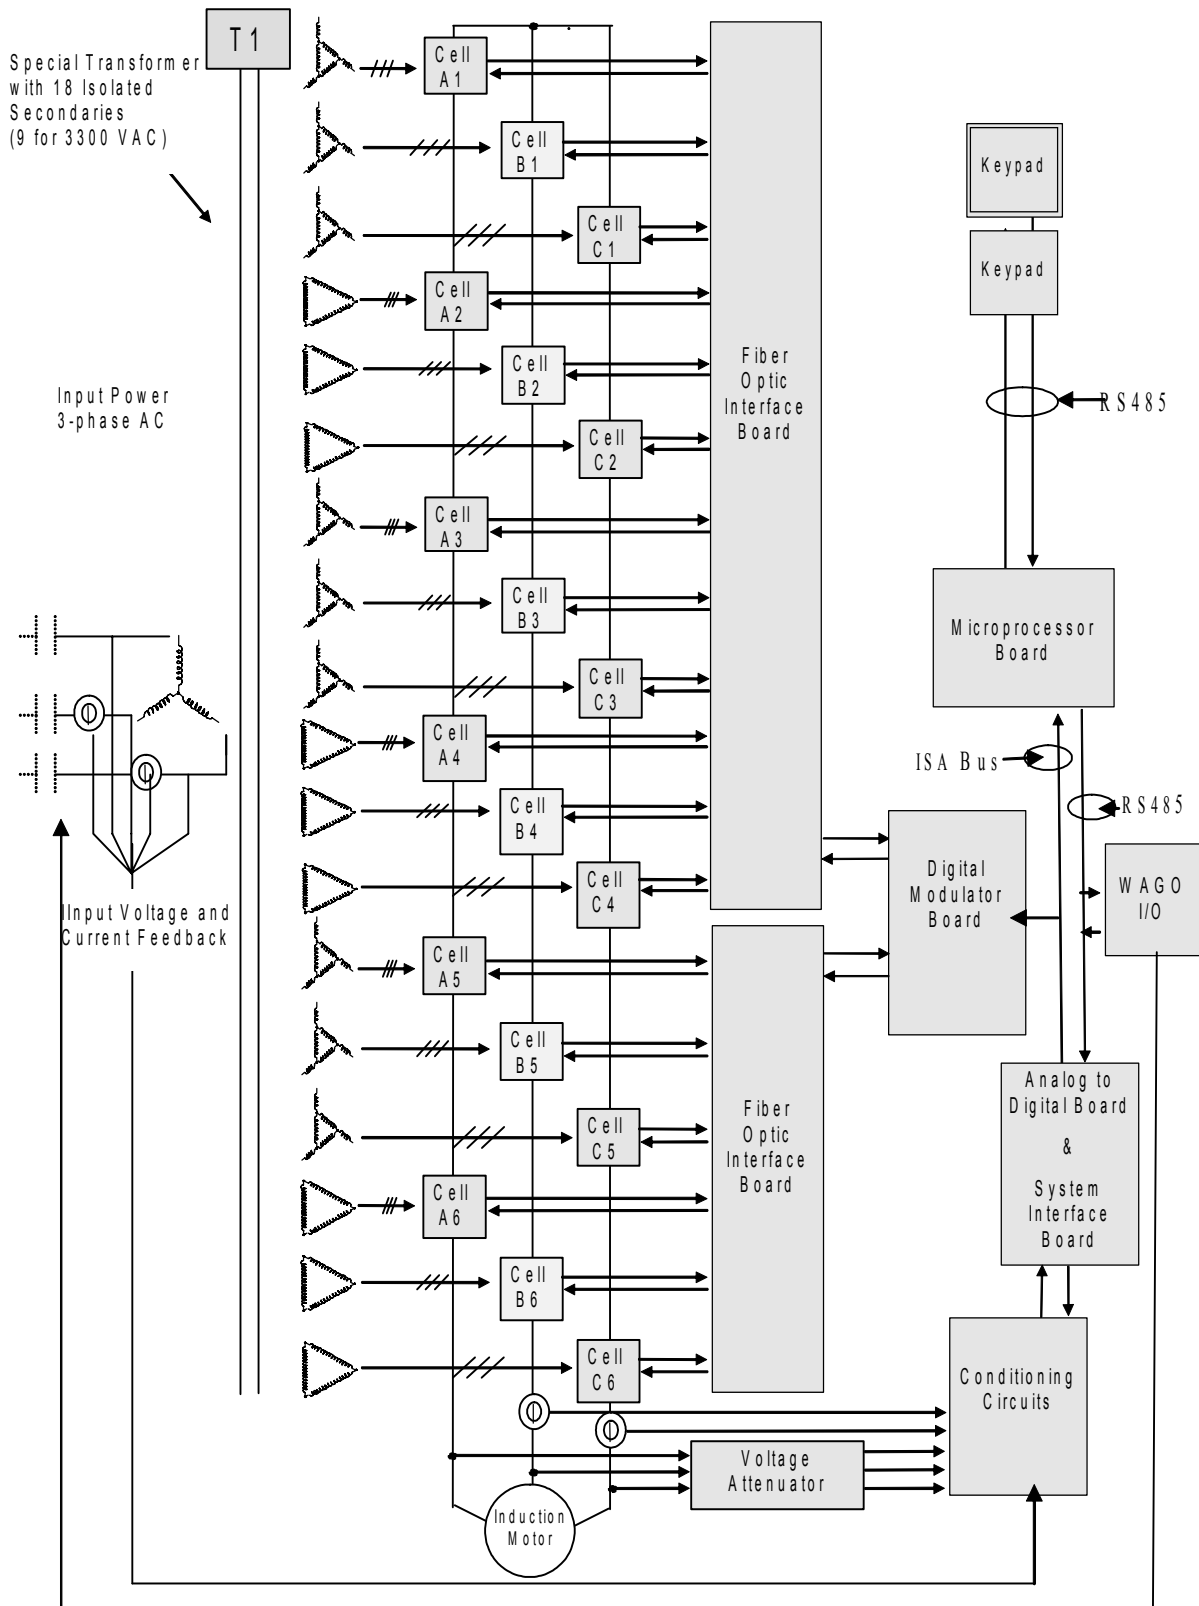 T1
Special Transformer
with 18 Isolated
Secondaries
(9 for 3300 VAC)
Cell
A1
Cell
B1
Cell
C1
Cell
A2
Cell
B2
Cell
C2
Cell
A3
Cell
B3
Cell
C3
Cell
A4
Cell
B4
Cell
C4
Cell
A5
Cell
B5
Cell
C5
Cell
A6
Cell
B6
Cell
C6
Input Power
3-phase AC
IInput Voltage and
Current Feedback
Fiber
Optic
Interface
Board
Fiber
Optic
Interface
Board
Keypad
Keypad
RS485
Microprocessor
Board
ISA Bus
RS485
Digital
Modulator
Board
WAGO
I/O
Analog to
Digital Board
&
System
Interface
Board
Conditioning
Circuits
Voltage
Attenuator
Induction
Motor